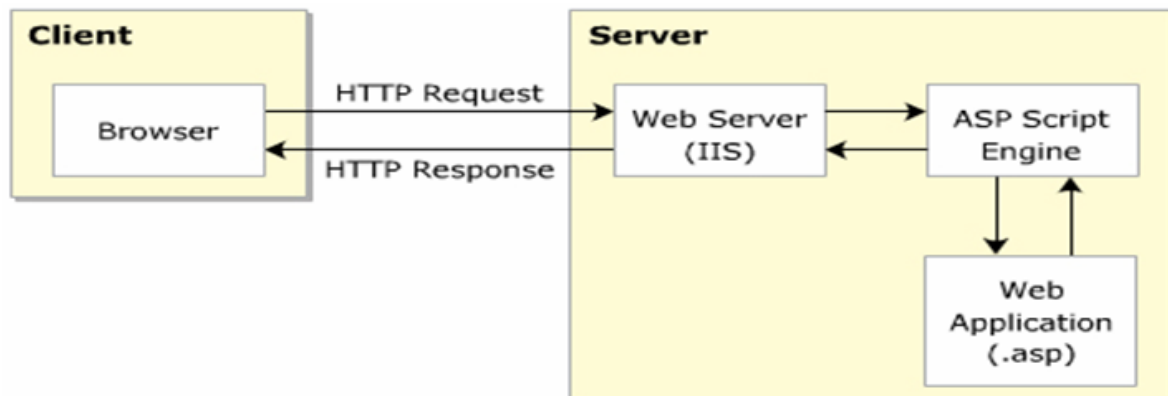 Client
Server
Browser
HTTP Request
HTTP Response
Web Server
(IIS)
ASP Script
Engine
Web
Application
(.asp)